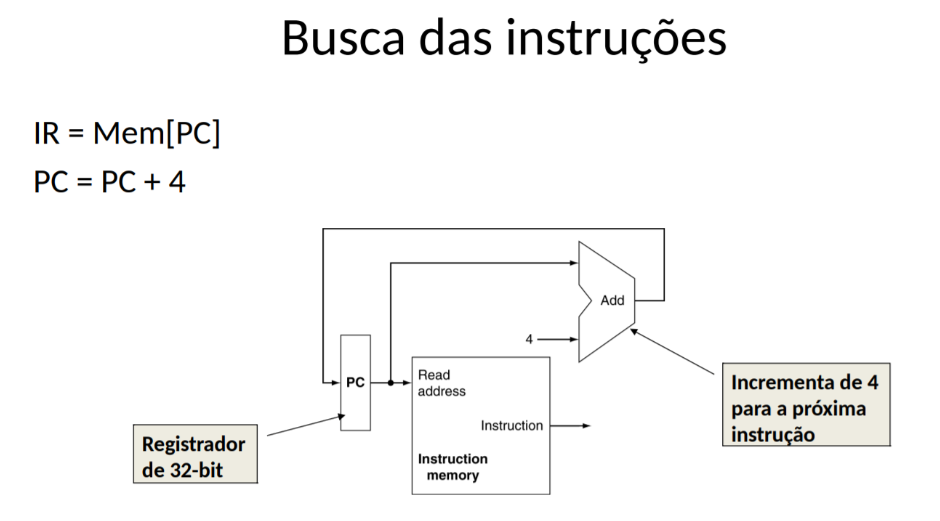 Busca das instruções
IR = Mem[PC]
PC = PC + 4
Add
4
PC
Read
address
Instruction
Instruction
memory
Registrador
de 32-bit
Incrementa de 4
para a próxima
instrução